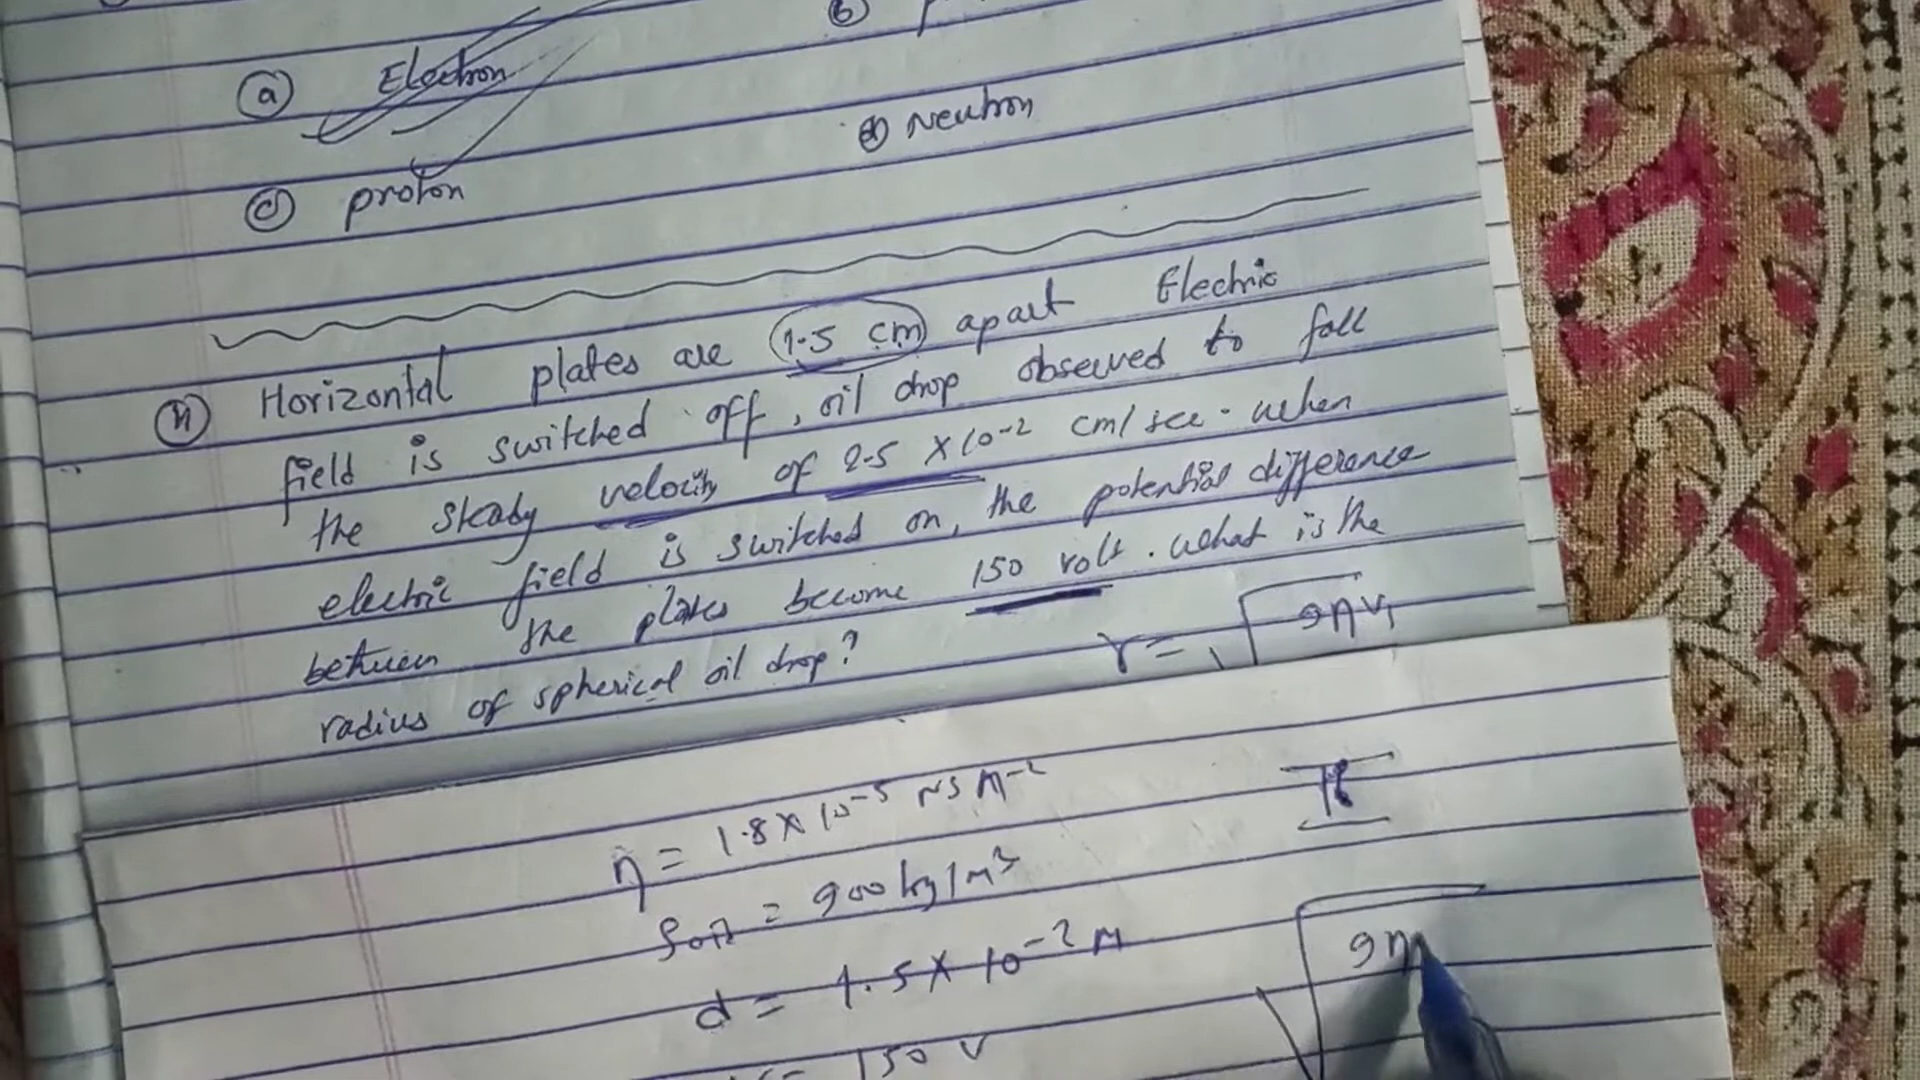 (b)
(a) Electron
(d) Neutron
(c) proton
(n) Horizontal plates are 1.5 cm apart Electric
field is switched off, oil drop observed to fall
the steady velocity of 2.5 × 10⁻² cm/sec. when
electric field is switched on, the potential difference
between the plates become 150 volt. what is the
radius of spherical oil drop?
r = √ 9ηv₁
η = 1.8 × 10⁻⁵ NS M⁻²
ρoil = 900 kg/m³
d = 1.5 × 10⁻² M
150 V
√ 9η